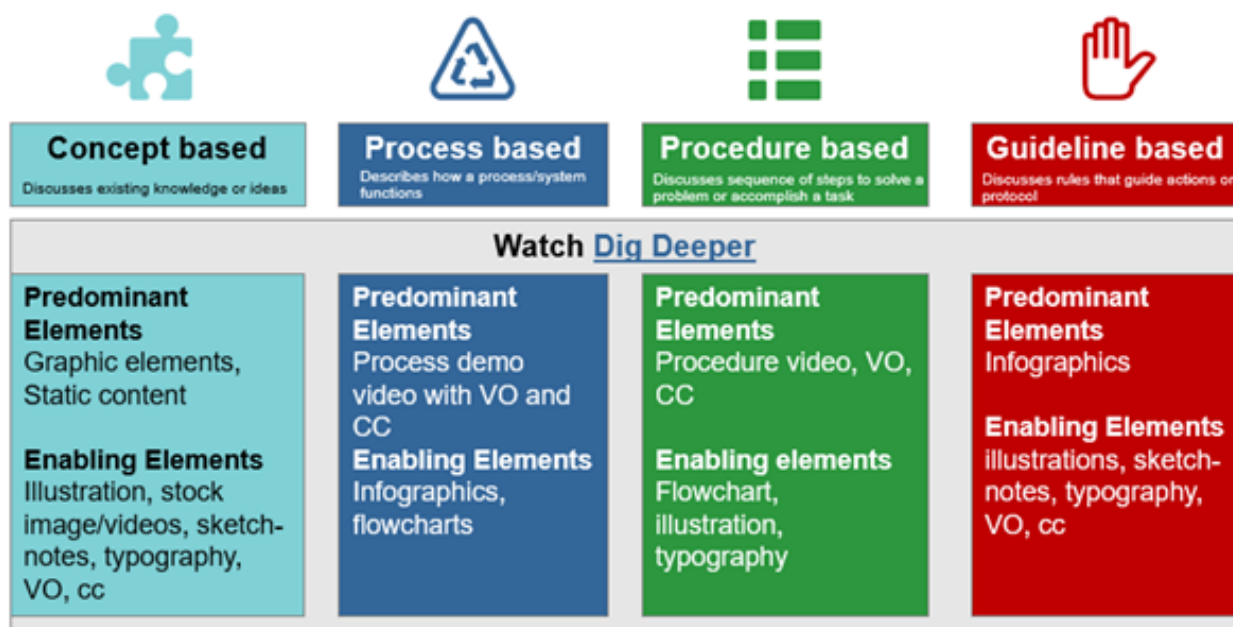 Concept based
Discusses existing knowledge or ideas
Process based
Describes how a process/system
functions
Procedure based
Discusses sequence of steps to solve a
problem or accomplish a task
Guideline based
Discusses rules that guide actions or
protocol
Watch Dig Deeper
Predominant
Elements
Graphic elements,
Static content
Enabling Elements
Illustration, stock
image/videos, sketch-
notes, typography,
VO, cc
Predominant
Elements
Process demo
video with VO and
CC
Enabling Elements
Infographics,
flowcharts
Predominant
Elements
Procedure video, VO,
CC
Enabling elements
Flowchart,
illustration,
typography
Predominant
Elements
Infographics
Enabling Elements
illustrations, sketch-
notes, typography,
VO, cc